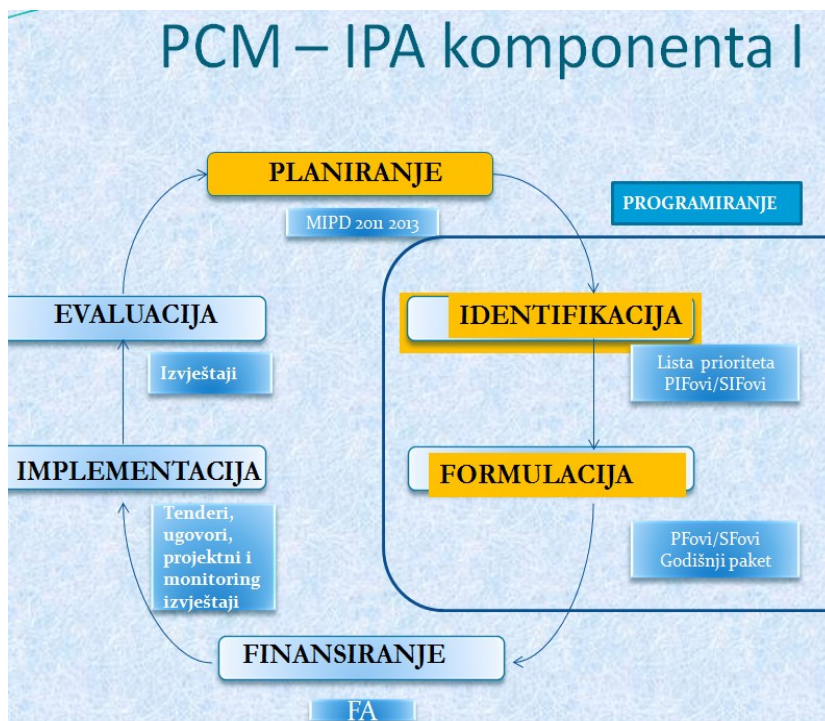 PCM – IPA komponenta I
PLANIRANJE
MIPD 2011 2013
PROGRAMIRANJE
IDENTIFIKACIJA
Lista prioriteta
PIFovi/SIFovi
FORMULACIJA
PFovi/SFovi
Godišnji paket
FINANSIRANJE
FA
IMPLEMENTACIJA
Tenderi,
ugovori,
projektni i
monitoring
izvještaji
EVALUACIJA
Izvještaji